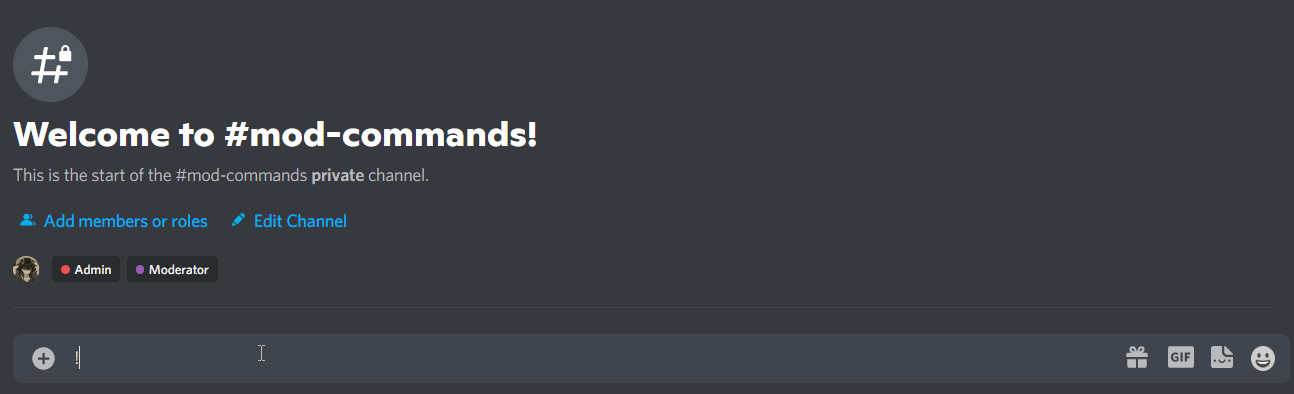 Welcome to #mod-commands!
This is the start of the #mod-commands private channel.
Add members or roles Edit Channel
Admin Moderator
!
GIF